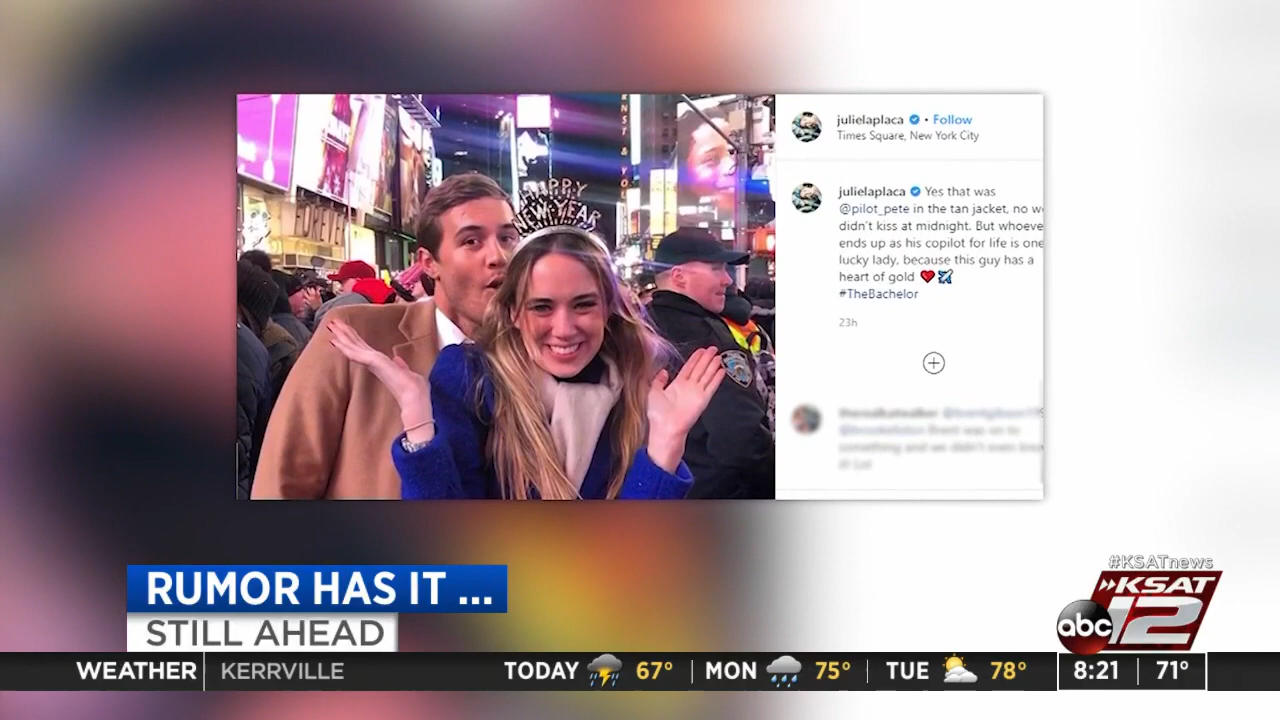 HAPPY
NEW YEAR
FOREVE
julielaplaca • Follow
Times Square, New York City
julielaplaca Yes that was
@pilot_pete in the tan jacket, no w
didn't kiss at midnight. But whoeve
ends up as his copilot for life is one
lucky lady, because this guy has a
heart of gold ❤️✈️
#TheBachelor
23h
RUMOR HAS IT ...
STILL AHEAD
#KSATnews
KSAT
abc 12
WEATHER KERRVILLE TODAY 67° MON 75° TUE 78° 8:21 71°